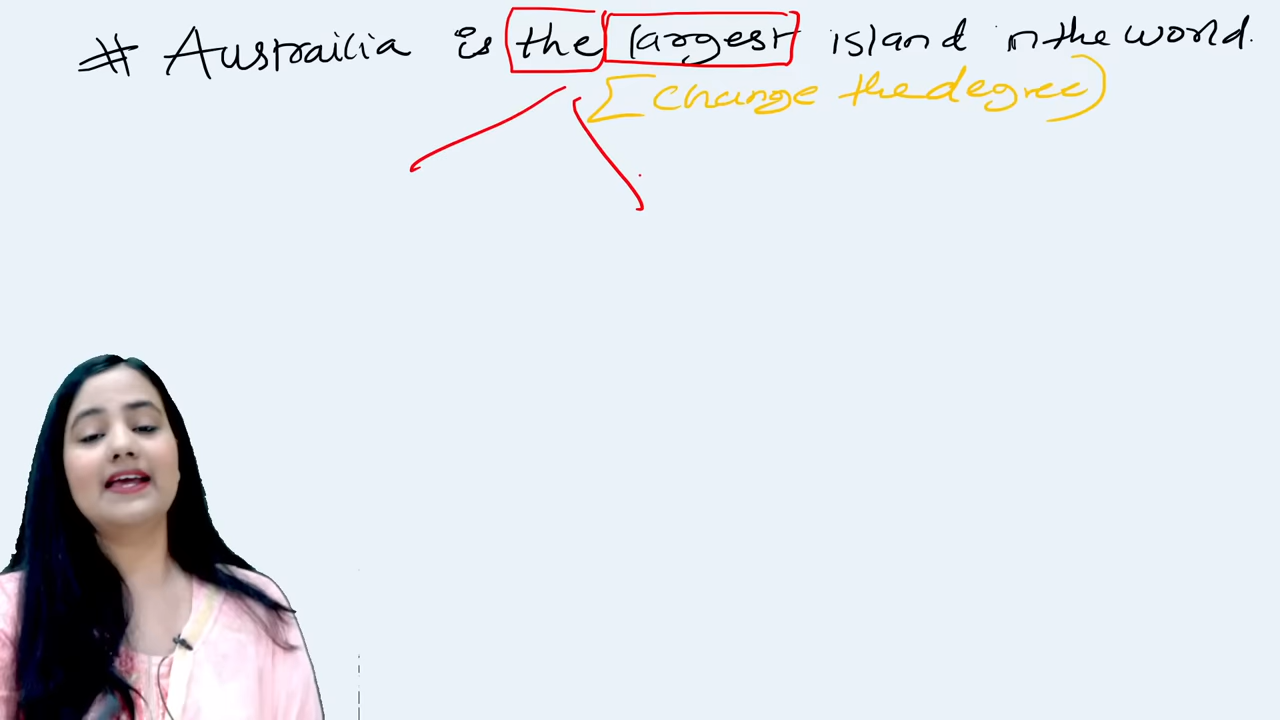 # Austrailia is the largest island in the world.
[change the degree)